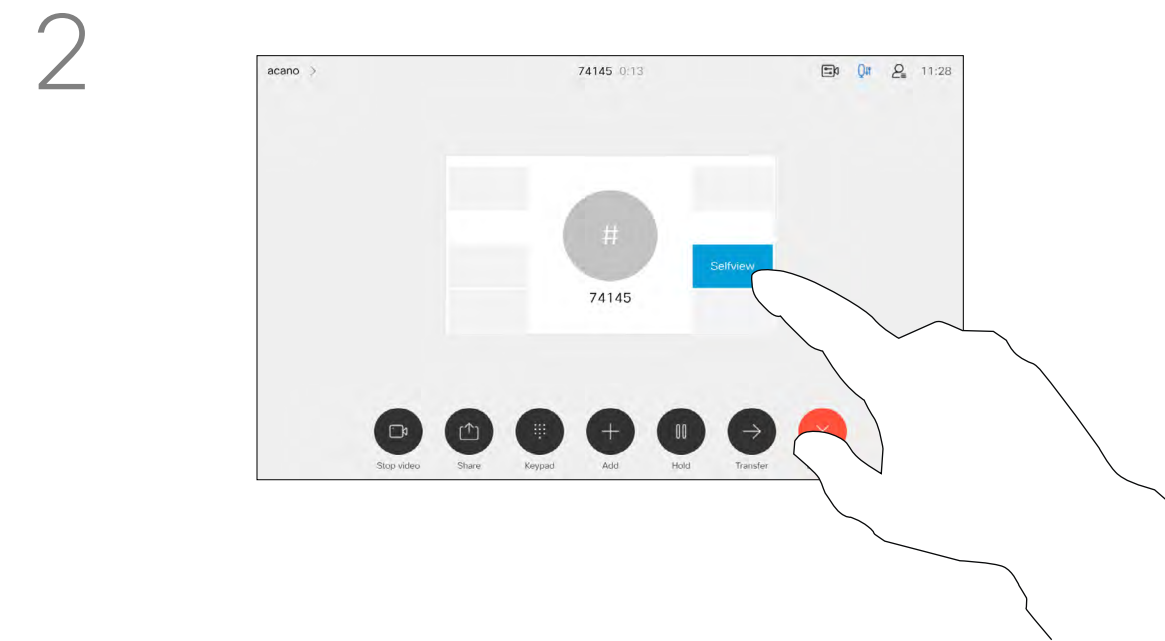 2
acano > 74145 0:13 11:28
#
Selfview
74145
Stop video Share Keypad Add Hold Transfer